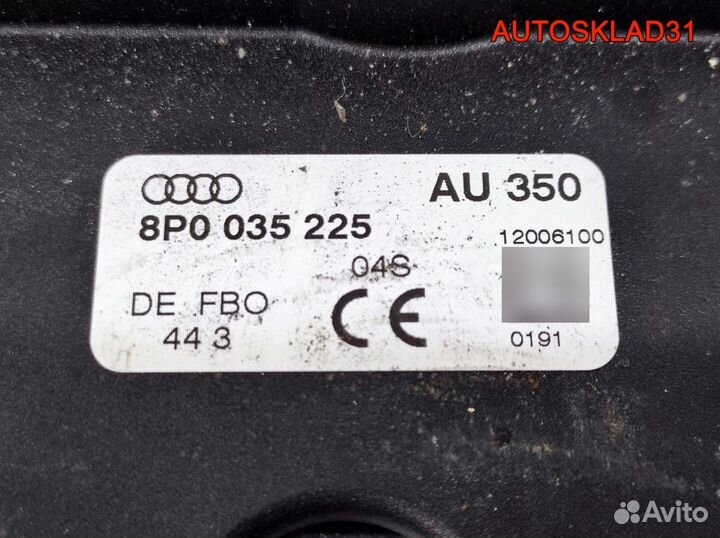 AUTOSKLAD31
AU 350
8P0 035 225
12006100
04S
DE FBO
CE
44 3
0191
Avito